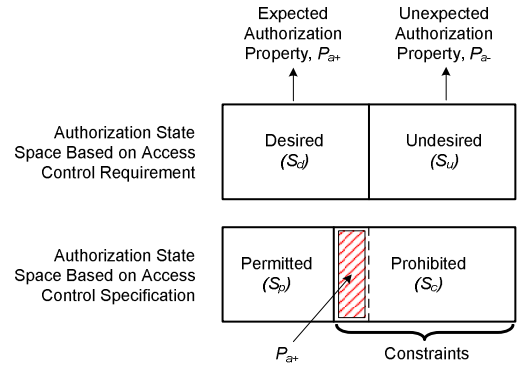 Expected
Authorization
Property, Pa+
Unexpected
Authorization
Property, Pa-
Authorization State
Space Based on Access
Control Requirement
Desired
(Sd)
Undesired
(Su)
Authorization State
Space Based on Access
Control Specification
Permitted
(Sp)
Prohibited
(Sc)
Pa+
Constraints